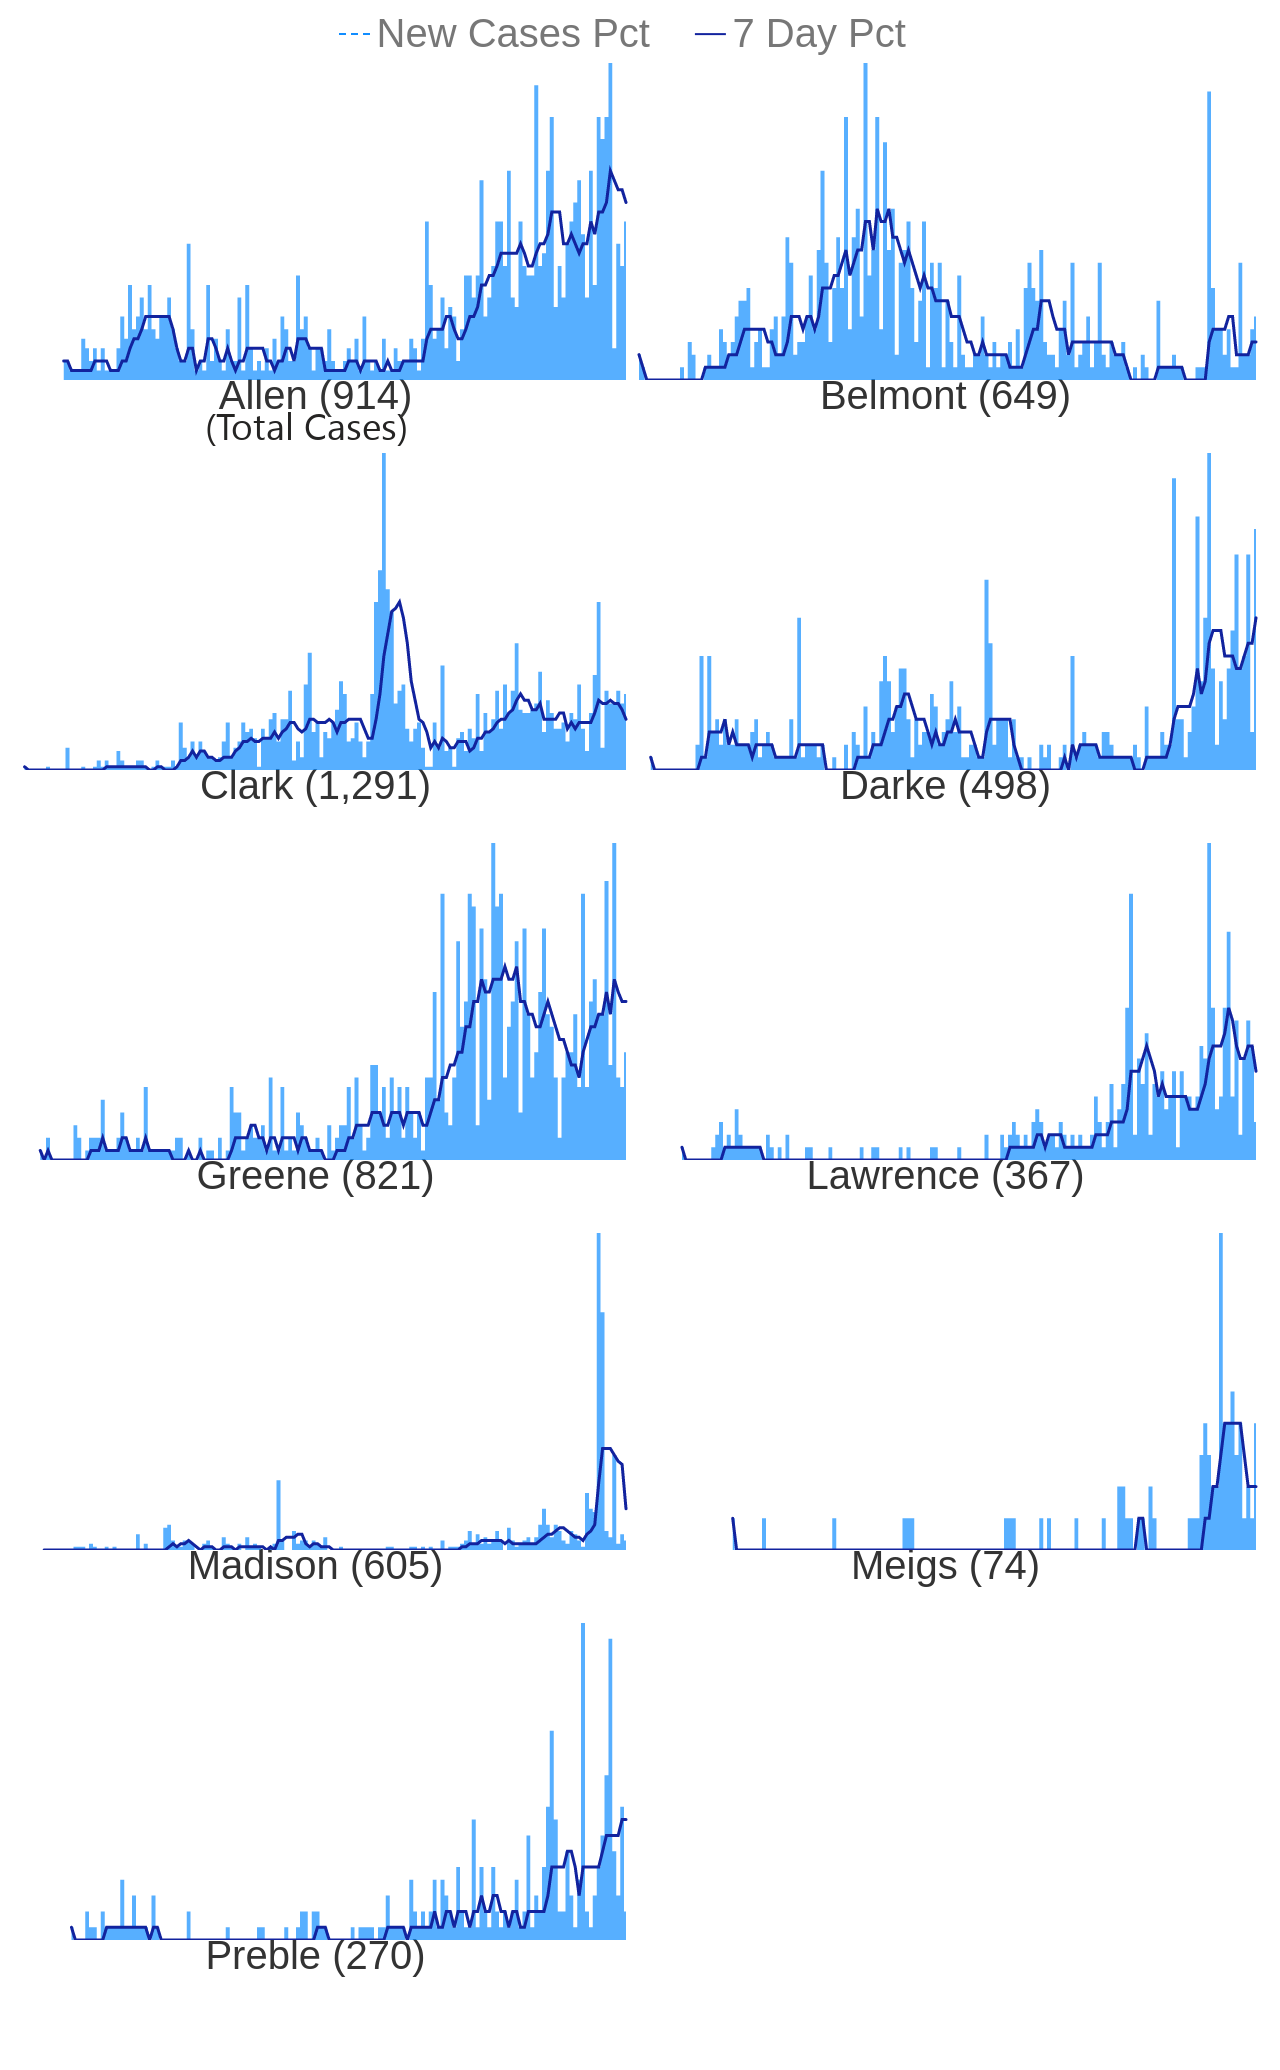 New Cases Pct 7 Day Pct
Allen (914) Belmont (649)
(Total Cases)
Clark (1,291) Darke (498)
Greene (821) Lawrence (367)
Madison (605) Meigs (74)
Preble (270)